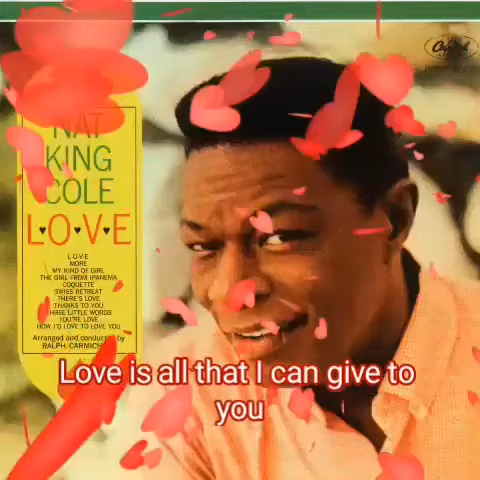 Capitol
NAT
KING
COLE
L·O·V·E
L-O-V-E
MORE
MY KIND OF GIRL
THE GIRL FROM IPANEMA
COQUETTE
SWISS RETREAT
THERE'S LOVE
THANKS TO YOU
THREE LITTLE WORDS
YOU'RE LOVE
HOW I'D LOVE TO LOVE YOU
Arranged and conducted by
RALPH CARMICH
Love is all that I can give to
you